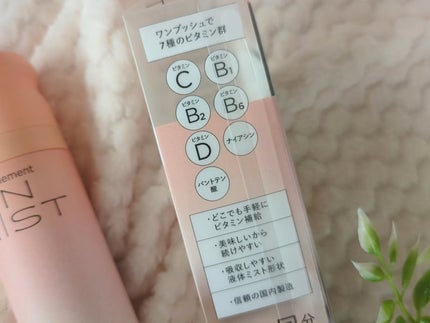 ワンプッシュで
7種のビタミン群
ビタミン
C
ビタミン
B1
ビタミン
B2
ビタミン
B6
ビタミン
D
ナイアシン
パントテン
酸
・どこでも手軽に
ビタミン補給
・美味しいから
続けやすい
・吸収しやすい
液体ミスト形状
・信頼の国内製造
分
ement
N
IST